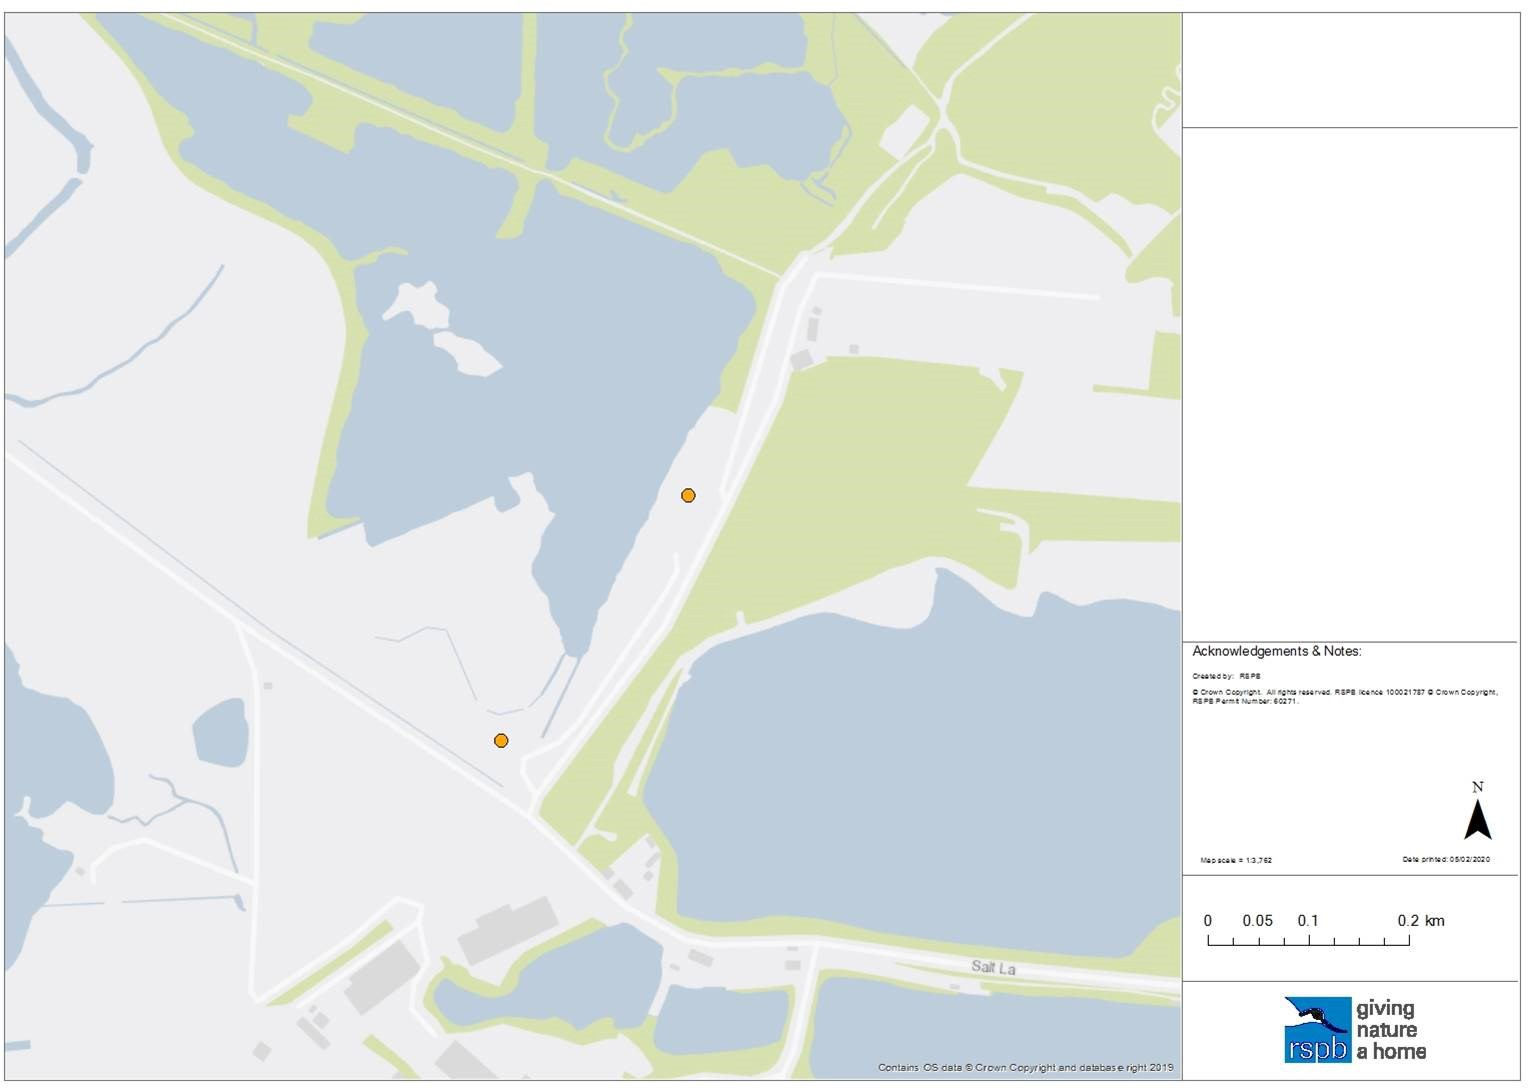 Salt La
Contains OS data © Crown Copyright and database right 2019
Acknowledgements & Notes:
Created by: RSPB
© Crown Copyright. All rights reserved. RSPB licence 100021787 © Crown Copyright,
RSPB Permit Number: 60271.
N
Map scale = 1:3,762
Date printed: 05/02/2020
0 0.05 0.1 0.2 km
rspb
giving
nature
a home